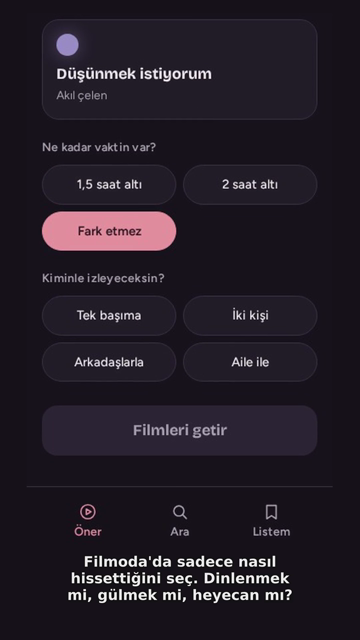 Düşünmek istiyorum
Akıl çelen
Ne kadar vaktin var?
1,5 saat altı
2 saat altı
Fark etmez
Kiminle izleyeceksin?
Tek başıma
İki kişi
Arkadaşlarla
Aile ile
Filmleri getir
Öner
Ara
Listem
Filmoda'da sadece nasıl
hissettiğini seç. Dinlenmek
mi, gülmek mi, heyecan mı?